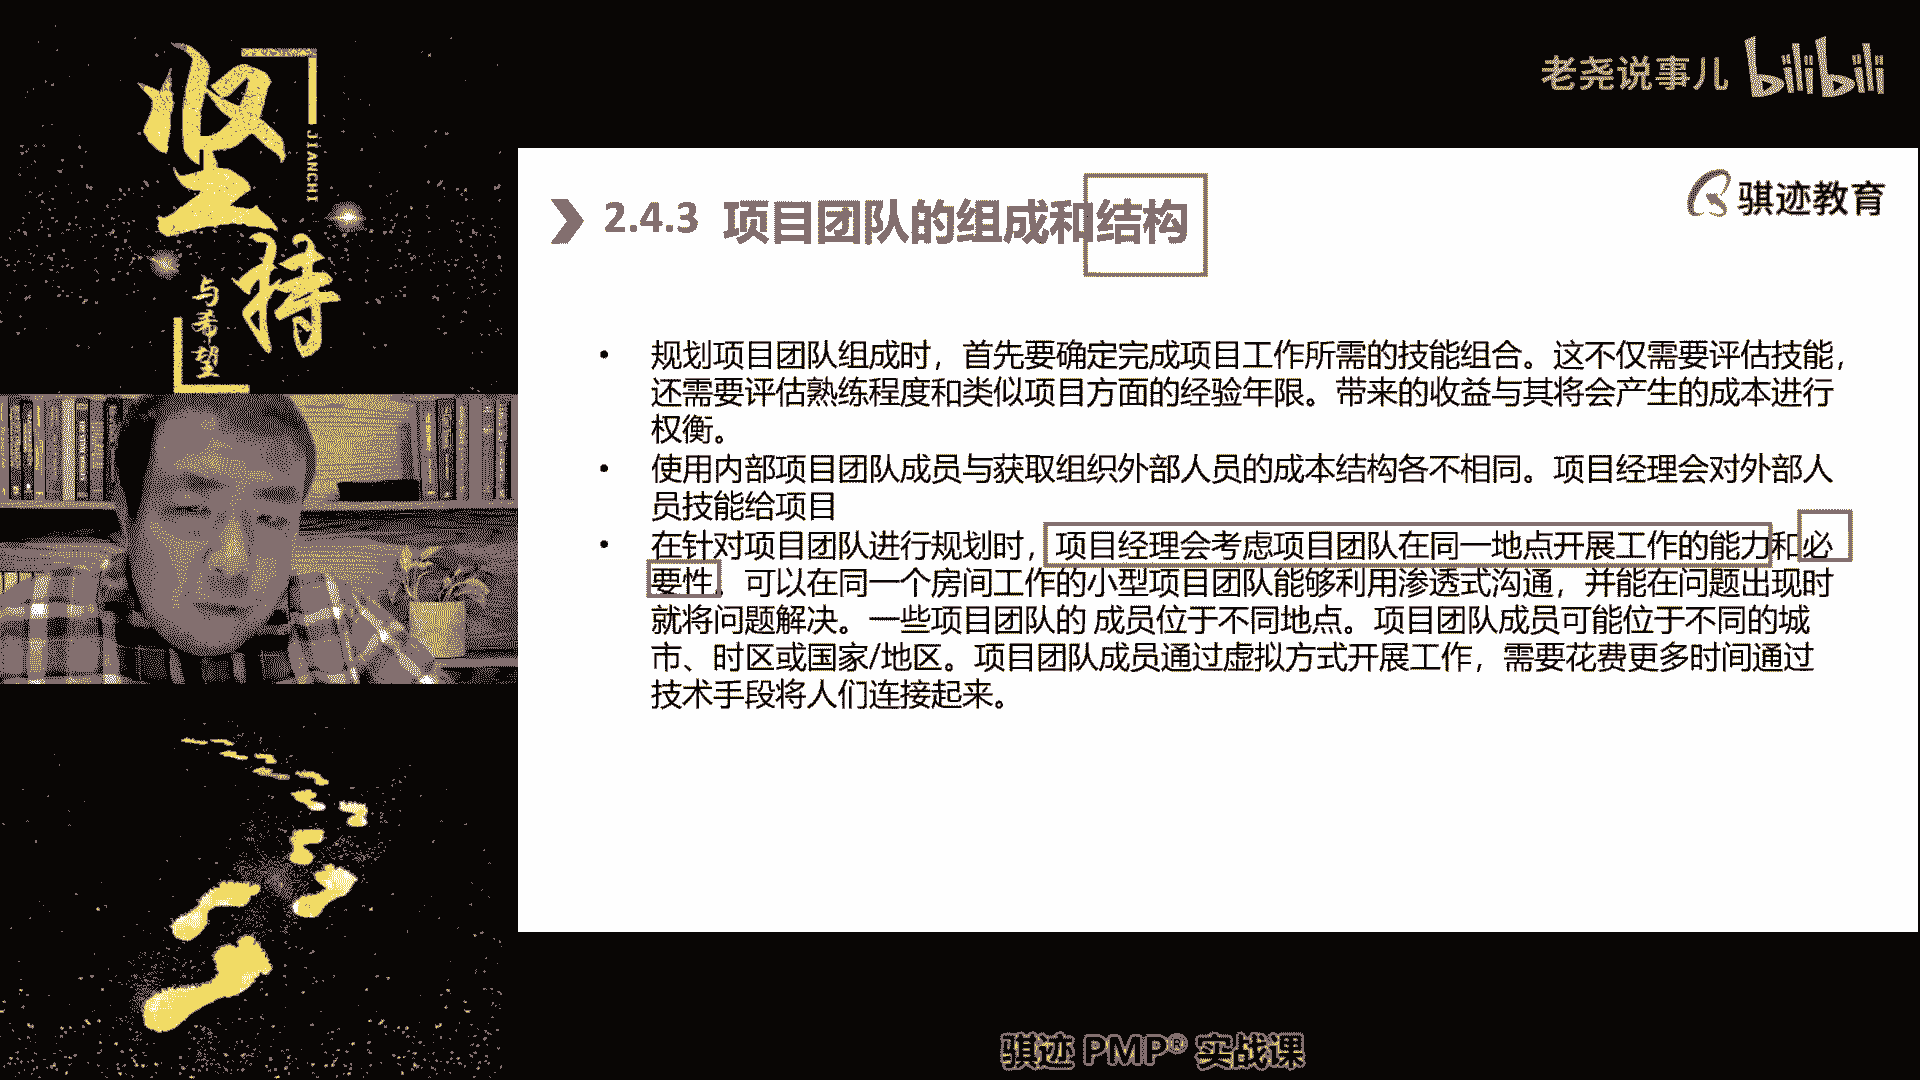 坚持
JIANCHI
与希望
老尧说事儿 bilibili
骐迹教育
2.4.3 项目团队的组成和结构
• 规划项目团队组成时，首先要确定完成项目工作所需的技能组合。这不仅需要评估技能，
还需要评估熟练程度和类似项目方面的经验年限。带来的收益与其将会产生的成本进行
权衡。
• 使用内部项目团队成员与获取组织外部人员的成本结构各不相同。项目经理会对外部人
员技能给项目
• 在针对项目团队进行规划时，项目经理会考虑项目团队在同一地点开展工作的能力和必
要性。可以在同一个房间工作的小型项目团队能够利用渗透式沟通，并能在问题出现时
就将问题解决。一些项目团队的 成员位于不同地点。项目团队成员可能位于不同的城
市、时区或国家/地区。项目团队成员通过虚拟方式开展工作，需要花费更多时间通过
技术手段将人们连接起来。
骐迹 PMP® 实战课